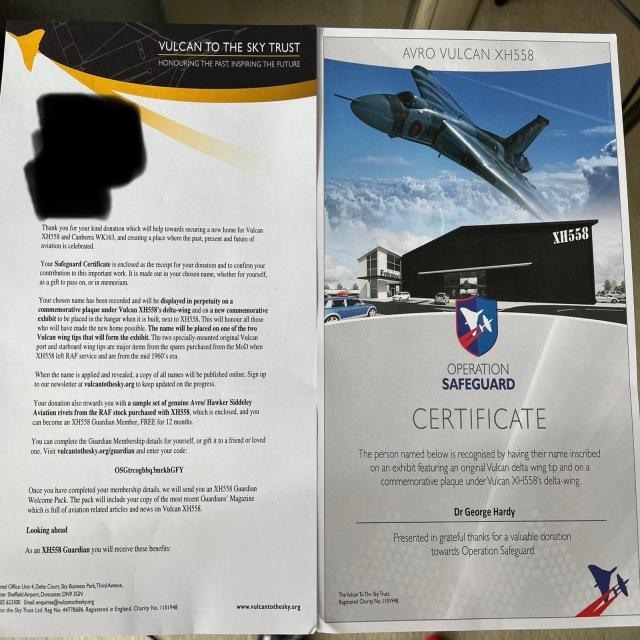 VULCAN TO THE SKY TRUST
HONOURING THE PAST, INSPIRING THE FUTURE
Thank you for your kind donation which will help towards securing a new home for Vulcan
XH558 and Canberra WK163, and creating a place where the past, present and future of
aviation is celebrated.
Your Safeguard Certificate is enclosed as the receipt for your donation and to confirm your
contribution to this important work. It is made out in your chosen name, whether for yourself,
as a gift to pass on, or in memoriam.
Your chosen name has been recorded and will be displayed in perpetuity on a
commemorative plaque under Vulcan XH558's delta-wing and on a new commemorative
exhibit to be placed in the hangar when it is built, next to XH558. This will honour all those
who will have made the new home possible. The name will be placed on one of the two
Vulcan wing tips that will form the exhibit. The two specially-mounted original Vulcan
port and starboard wing tips are major items from the spares purchased from the MoD when
XH558 left RAF service and are from the mid 1960's era.
When the name is applied and revealed, a copy of all names will be published online. Sign up
to our newsletter at vulcantothesky.org to keep updated on the progress.
Your donation also rewards you with a sample set of genuine Avro/ Hawker Siddeley
Aviation rivets from the RAF stock purchased with XH558, which is enclosed, and you
can become an XH558 Guardian Member, FREE for 12 months.
You can complete the Guardian Membership details for yourself, or gift it to a friend or loved
one. Visit vulcantothesky.org/guardian and enter your code:
OSGtrcogbbq3mrkhGFY
Once you have completed your membership details, we will send you an XH558 Guardian
Welcome Pack. The pack will include your copy of the most recent Guardians' Magazine
which is full of aviation related articles and news on Vulcan XH558.
Looking ahead
As an XH558 Guardian you will receive these benefits:
Office: Unit 4, Delta Court, Sky Business Park, Third Avenue,
Sheffield Airport, Doncaster, DN9 3GN
623300 Email: enquiries@vulcantothesky.org
to the Sky Trust Ltd. Reg No. 4478686. Registered in England. Charity No. 1101948
www.vulcantothesky.org
AVRO VULCAN XH558
XH558
OPERATION
SAFEGUARD
CERTIFICATE
The person named below is recognised by having their name inscribed
on an exhibit featuring an original Vulcan delta wing tip and on a
commemorative plaque under Vulcan XH558's delta-wing.
Dr George Hardy
Presented in grateful thanks for a valuable donation
towards Operation Safeguard.
The Vulcan To The Sky Trust.
Registered Charity No. 1101948